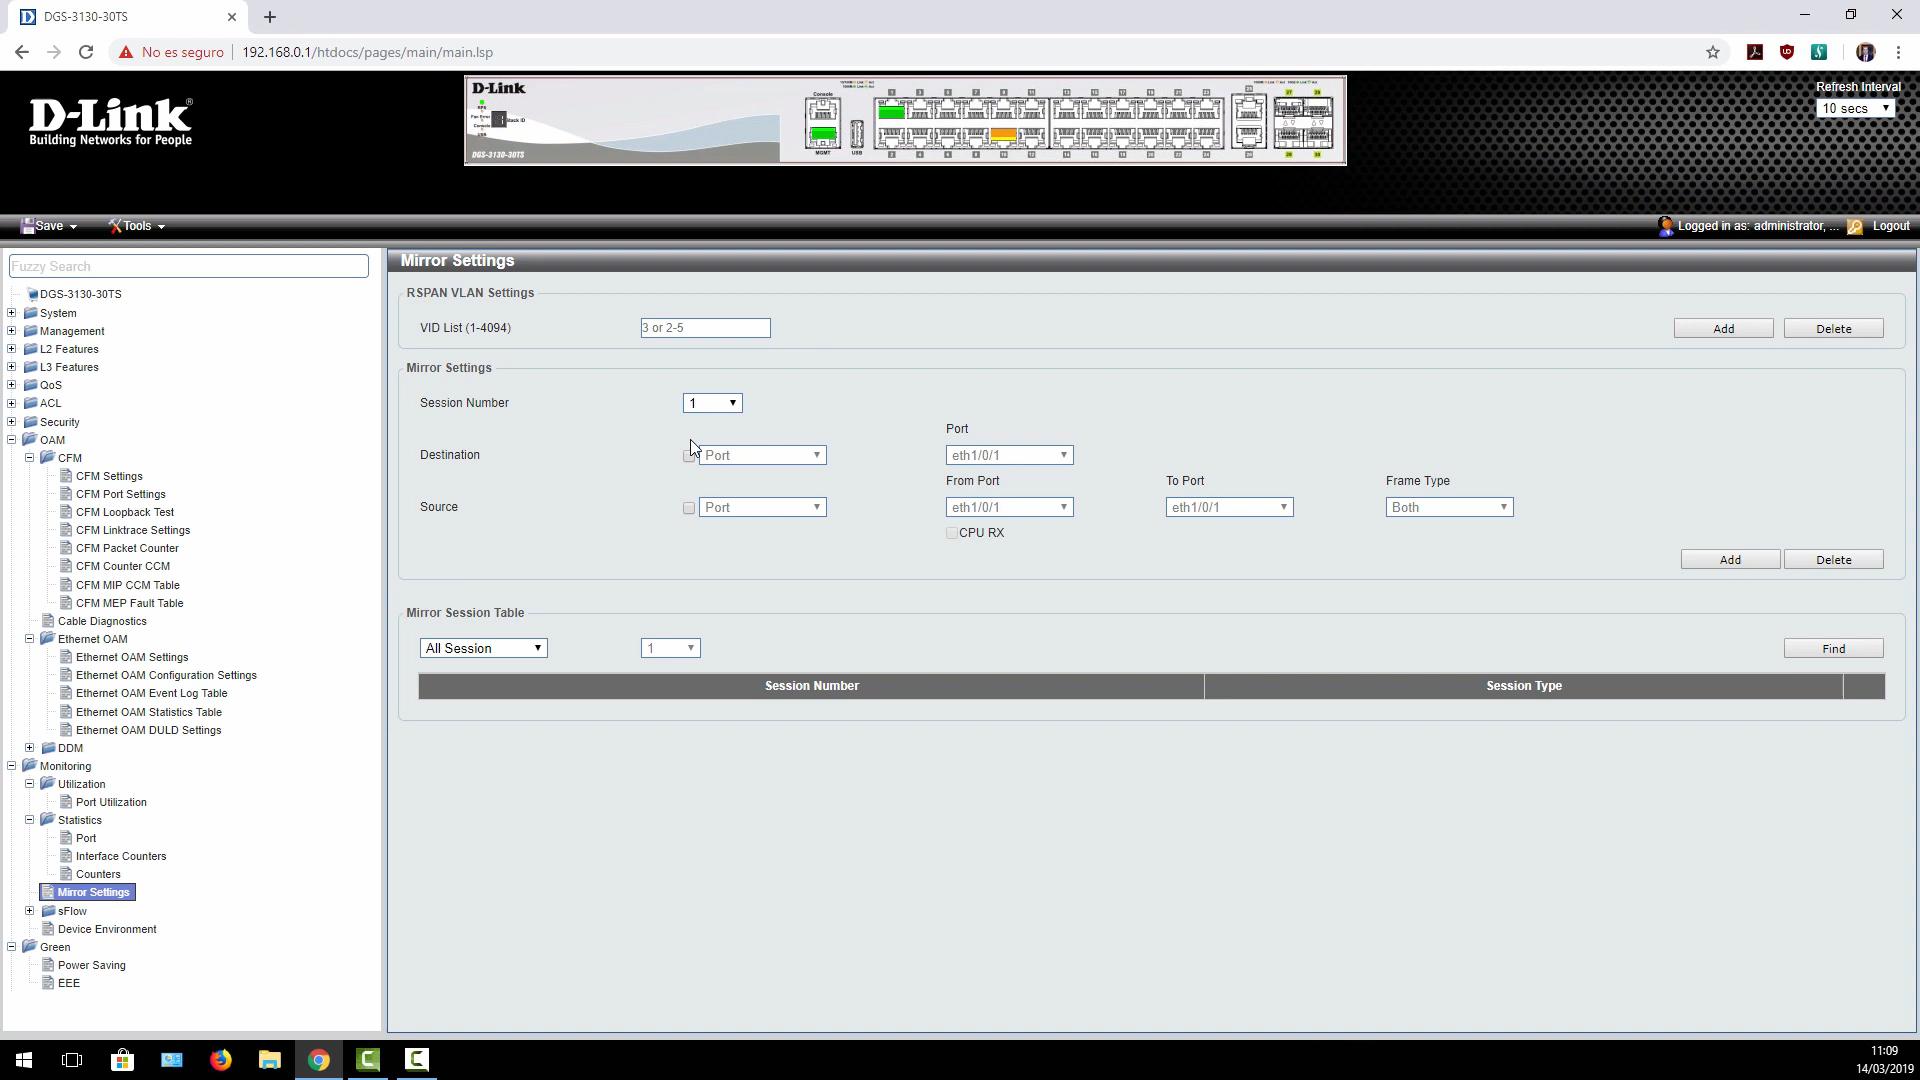 DGS-3130-30TS
No es seguro
192.168.0.1/htdocs/pages/main/main.lsp
D-Link
Building Networks for People
D-Link
Console
MGMT
USB
DGS-3130-30TS
Refresh Interval
10 secs
Save
Tools
Logged in as: administrator, ...
Logout
Fuzzy Search
DGS-3130-30TS
System
Management
L2 Features
L3 Features
QoS
ACL
Security
OAM
CFM
CFM Settings
CFM Port Settings
CFM Loopback Test
CFM Linktrace Settings
CFM Packet Counter
CFM Counter CCM
CFM MIP CCM Table
CFM MEP Fault Table
Cable Diagnostics
Ethernet OAM
Ethernet OAM Settings
Ethernet OAM Configuration Settings
Ethernet OAM Event Log Table
Ethernet OAM Statistics Table
Ethernet OAM DULD Settings
DDM
Monitoring
Utilization
Port Utilization
Statistics
Port
Interface Counters
Counters
Mirror Settings
sFlow
Device Environment
Green
Power Saving
EEE
Mirror Settings
RSPAN VLAN Settings
VID List (1-4094)
3 or 2-5
Add
Delete
Mirror Settings
Session Number
1
Port
Destination
Port
eth1/0/1
From Port
To Port
Frame Type
Source
Port
eth1/0/1
eth1/0/1
Both
CPU RX
Add
Delete
Mirror Session Table
All Session
1
Find
Session Number
Session Type
11:09
14/03/2019